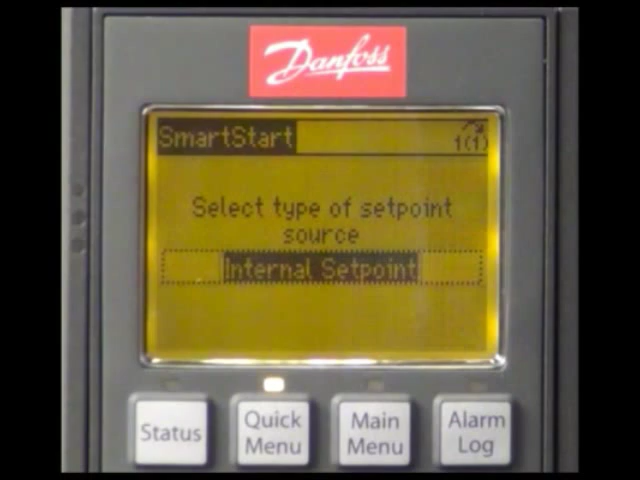 Danfoss
SmartStart
1(1)
Select type of setpoint
source
Internal Setpoint
Status
Quick
Menu
Main
Menu
Alarm
Log